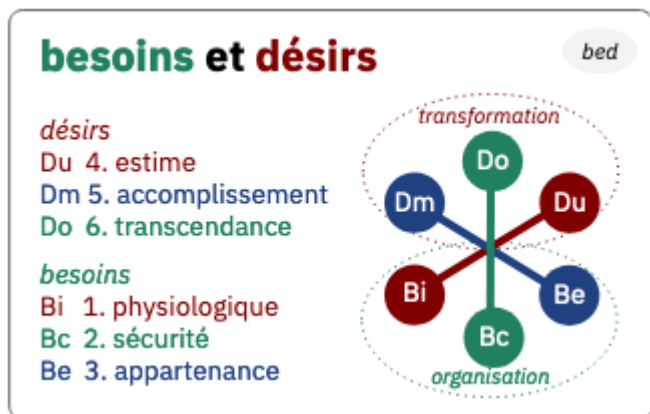 besoins et désirs
bed
désirs
Du 4. estime
Dm 5. accomplissement
Do 6. transcendance
besoins
Bi 1. physiologique
Bc 2. sécurité
Be 3. appartenance
transformation
Do
Dm
Du
Bi
Be
Bc
organisation